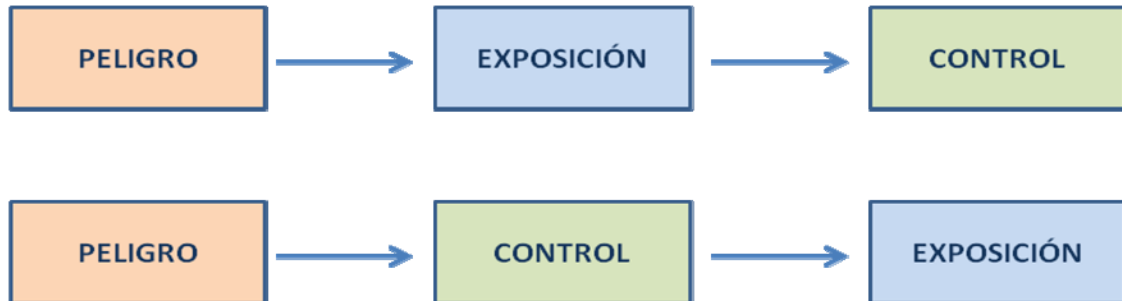 PELIGRO EXPOSICIÓN CONTROL
PELIGRO CONTROL EXPOSICIÓN